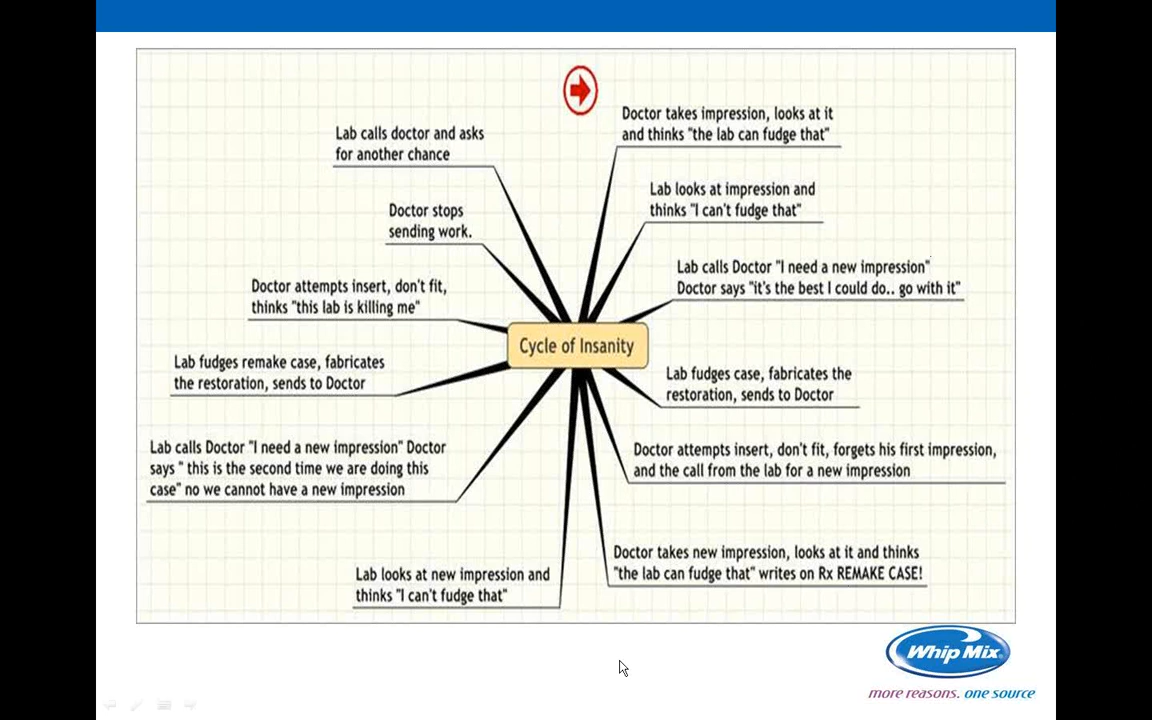 Doctor takes impression, looks at it
and thinks "the lab can fudge that"
Lab looks at impression and
thinks "I can't fudge that"
Lab calls Doctor "I need a new impression"
Doctor says "it's the best I could do.. go with it"
Lab fudges case, fabricates the
restoration, sends to Doctor
Doctor attempts insert, don't fit, forgets his first impression,
and the call from the lab for a new impression
Doctor takes new impression, looks at it and thinks
"the lab can fudge that" writes on Rx REMAKE CASE!
Lab looks at new impression and
thinks "I can't fudge that"
Lab calls Doctor "I need a new impression" Doctor
says " this is the second time we are doing this
case" no we cannot have a new impression
Lab fudges remake case, fabricates
the restoration, sends to Doctor
Doctor attempts insert, don't fit,
thinks "this lab is killing me"
Doctor stops
sending work.
Lab calls doctor and asks
for another chance
Cycle of Insanity
Whip Mix®
more reasons. one source